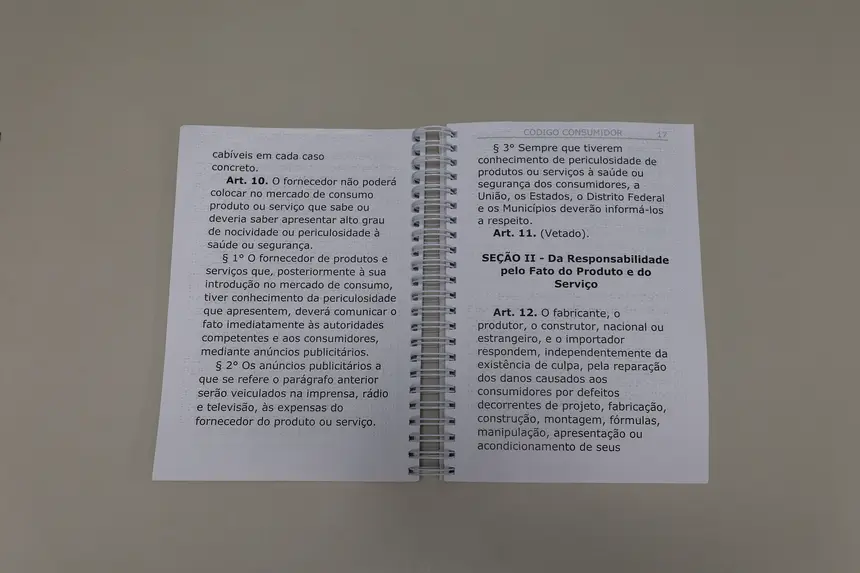 cabíveis em cada caso
concreto.
Art. 10. O fornecedor não poderá
colocar no mercado de consumo
produto ou serviço que sabe ou
deveria saber apresentar alto grau
de nocividade ou periculosidade à
saúde ou segurança.
§ 1° O fornecedor de produtos e
serviços que, posteriormente à sua
introdução no mercado de consumo,
tiver conhecimento da periculosidade
que apresentem, deverá comunicar o
fato imediatamente às autoridades
competentes e aos consumidores,
mediante anúncios publicitários.
§ 2° Os anúncios publicitários a
que se refere o parágrafo anterior
serão veiculados na imprensa, rádio
e televisão, às expensas do
fornecedor do produto ou serviço.
CODIGO CONSUMIDOR 17
§ 3° Sempre que tiverem
conhecimento de periculosidade de
produtos ou serviços à saúde ou
segurança dos consumidores, a
União, os Estados, o Distrito Federal
e os Municípios deverão informá-los
a respeito.
Art. 11. (Vetado).
SEÇÃO II - Da Responsabilidade
pelo Fato do Produto e do
Serviço
Art. 12. O fabricante, o
produtor, o construtor, nacional ou
estrangeiro, e o importador
respondem, independentemente da
existência de culpa, pela reparação
dos danos causados aos
consumidores por defeitos
decorrentes de projeto, fabricação,
construção, montagem, fórmulas,
manipulação, apresentação ou
acondicionamento de seus